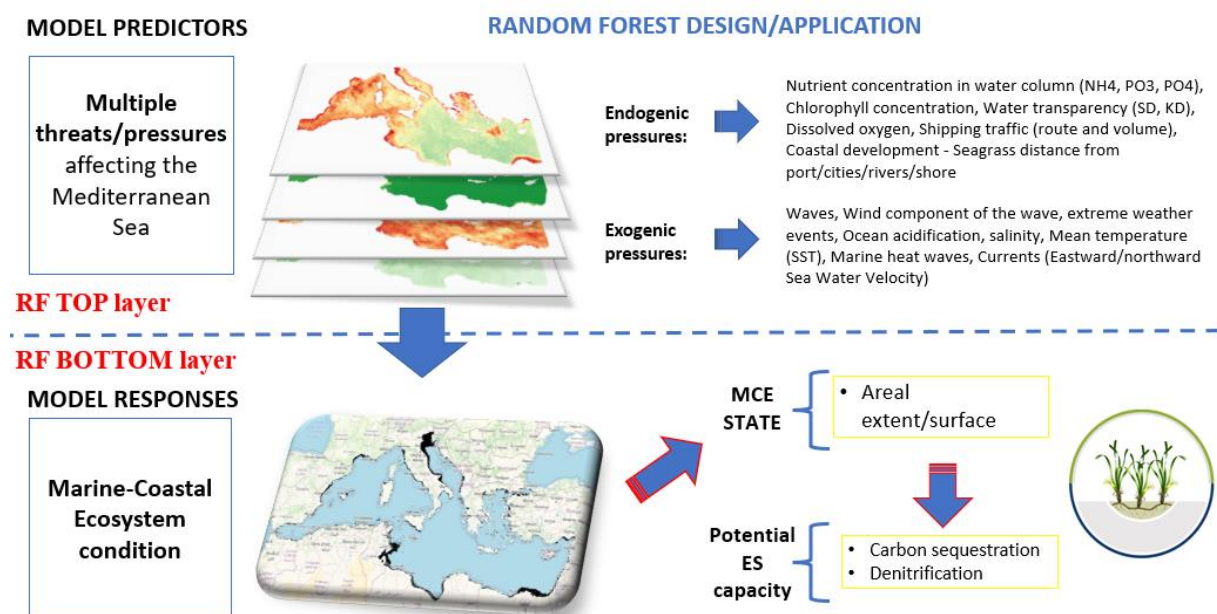 MODEL PREDICTORS
RANDOM FOREST DESIGN/APPLICATION
Multiple
threats/pressures
affecting the
Mediterranean
Sea
Endogenic
pressures:
Nutrient concentration in water column (NH4, PO3, PO4),
Chlorophyll concentration, Water transparency (SD, KD),
Dissolved oxygen, Shipping traffic (route and volume),
Coastal development - Seagrass distance from
port/cities/rivers/shore
Exogenic
pressures:
Waves, Wind component of the wave, extreme weather
events, Ocean acidification, salinity, Mean temperature
(SST), Marine heat waves, Currents (Eastward/northward
Sea Water Velocity)
RF TOP layer
RF BOTTOM layer
MODEL RESPONSES
Marine-Coastal
Ecosystem
condition
MCE
STATE
• Areal
extent/surface
Potential
ES
capacity
• Carbon sequestration
• Denitrification